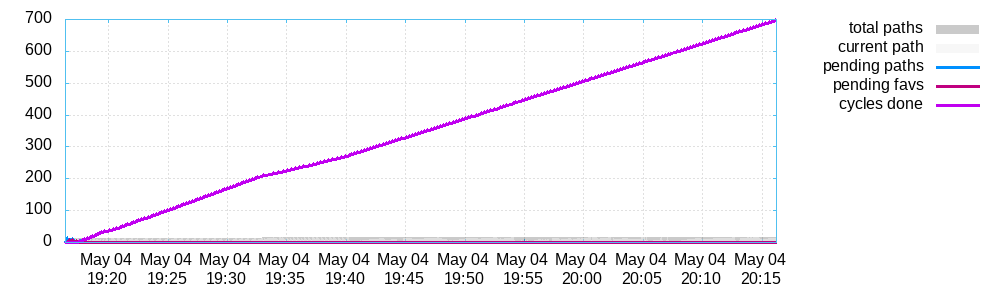 700
600
500
400
300
200
100
0
May 04 May 04 May 04 May 04 May 04 May 04 May 04 May 04 May 04 May 04 May 04 May 04
19:20 19:25 19:30 19:35 19:40 19:45 19:50 19:55 20:00 20:05 20:10 20:15
total paths
current path
pending paths
pending favs
cycles done